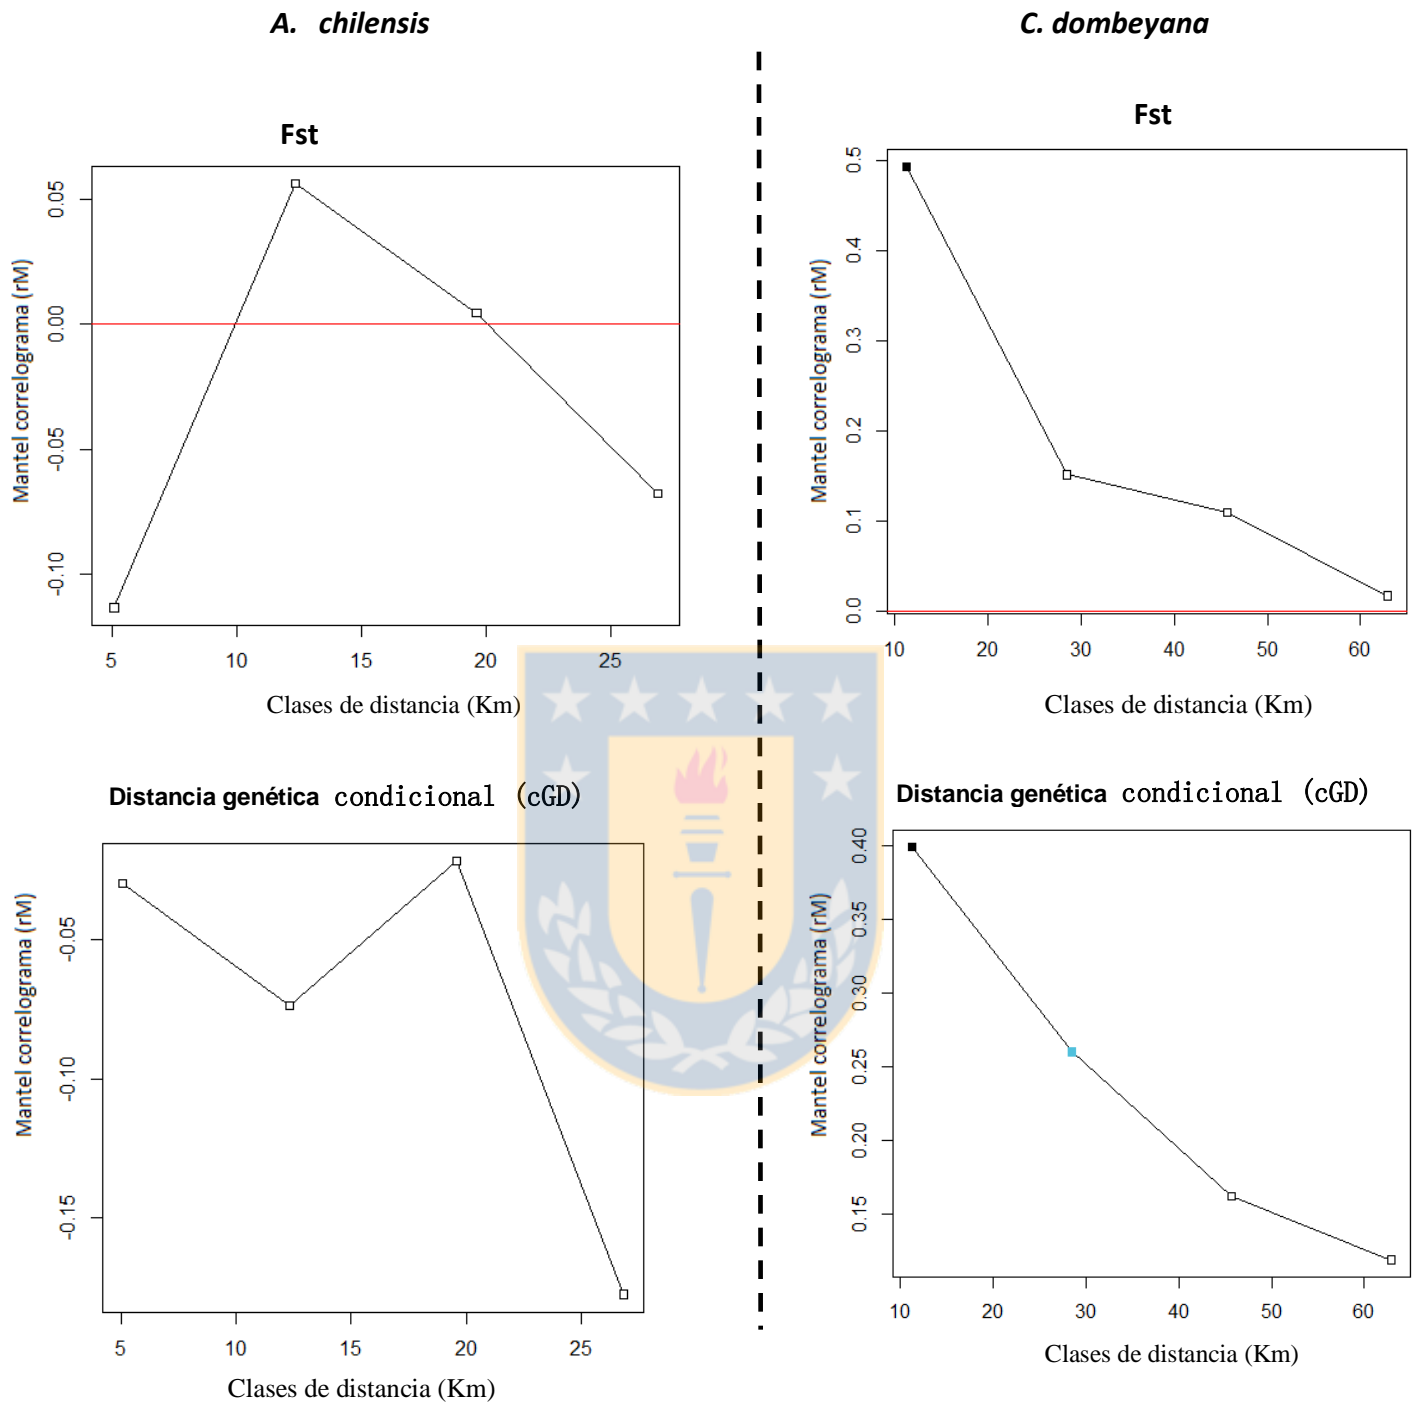 A. chilensis
C. dombeyana
Fst
Mantel correlograma (rM)
0.05
0.00
-0.05
-0.10
5 10 15 20 25
Clases de distancia (Km)
Fst
Mantel correlograma (rM)
0.5
0.4
0.3
0.2
0.1
0.0
10 20 30 40 50 60
Clases de distancia (Km)
Distancia genética condicional (cGD)
Mantel correlograma (rM)
-0.05
-0.10
-0.15
5 10 15 20 25
Clases de distancia (Km)
Distancia genética condicional (cGD)
Mantel correlograma (rM)
0.40
0.35
0.30
0.25
0.20
0.15
10 20 30 40 50 60
Clases de distancia (Km)